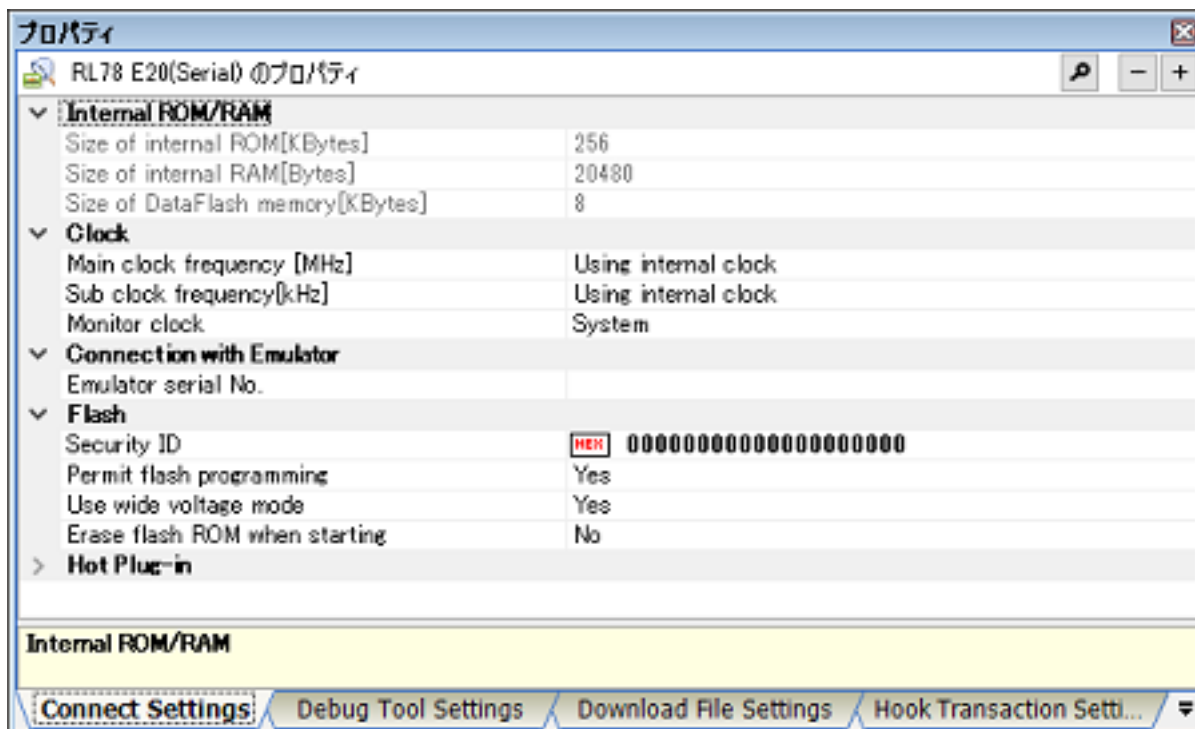 プロパティ
RL78 E20(Serial) のプロパティ
Internal ROM/RAM
Size of internal ROM[KBytes] 256
Size of internal RAM[Bytes] 20480
Size of DataFlash memory[KBytes] 8
Clock
Main clock frequency [MHz] Using internal clock
Sub clock frequency[kHz] Using internal clock
Monitor clock System
Connection with Emulator
Emulator serial No.
Flash
Security ID HEX 00000000000000000000
Permit flash programming Yes
Use wide voltage mode Yes
Erase flash ROM when starting No
Hot Plug-in
Internal ROM/RAM
Connect Settings Debug Tool Settings Download File Settings Hook Transaction Setti...